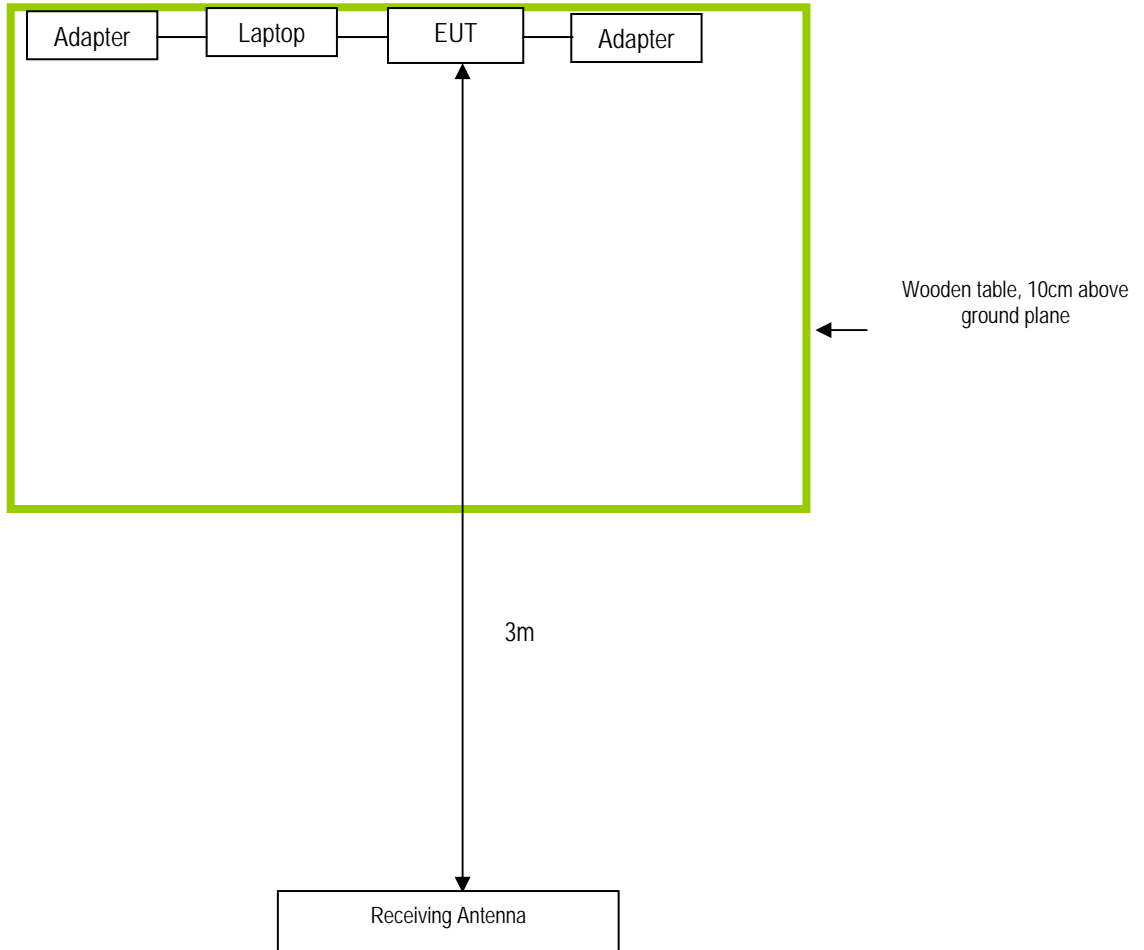 Adapter
Laptop
EUT
Adapter
Wooden table, 10cm above
ground plane
3m
Receiving Antenna